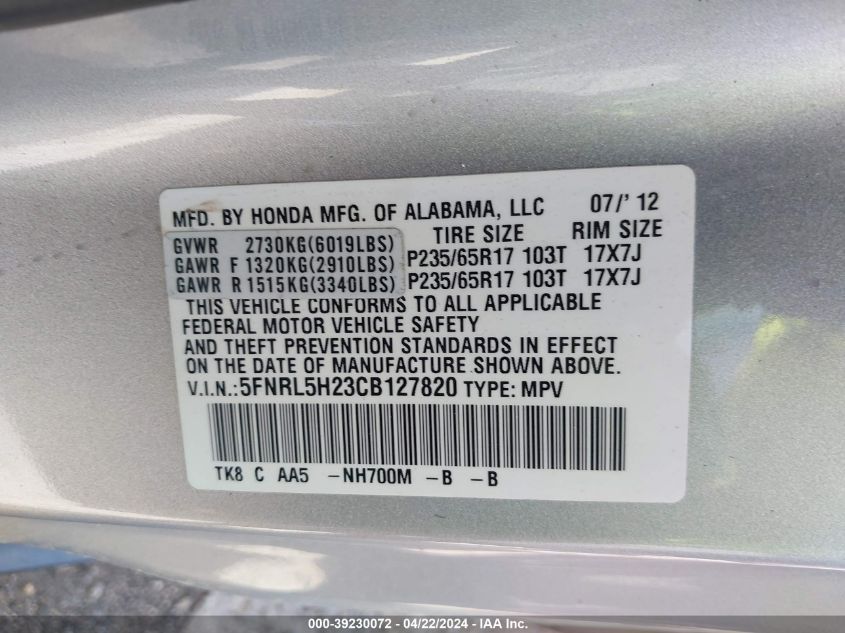 MFD. BY HONDA MFG. OF ALABAMA, LLC 07/'12
TIRE SIZE RIM SIZE
GVWR 2730KG(6019LBS)
GAWR F 1320KG(2910LBS) P235/65R17 103T 17X7J
GAWR R 1515KG(3340LBS) P235/65R17 103T 17X7J
THIS VEHICLE CONFORMS TO ALL APPLICABLE
FEDERAL MOTOR VEHICLE SAFETY
AND THEFT PREVENTION STANDARDS IN EFFECT
ON THE DATE OF MANUFACTURE SHOWN ABOVE.
V.I.N.:5FNRL5H23CB127820 TYPE: MPV
TK8 C AA5 -NH700M -B -B
000-39230072 - 04/22/2024 - IAA Inc.